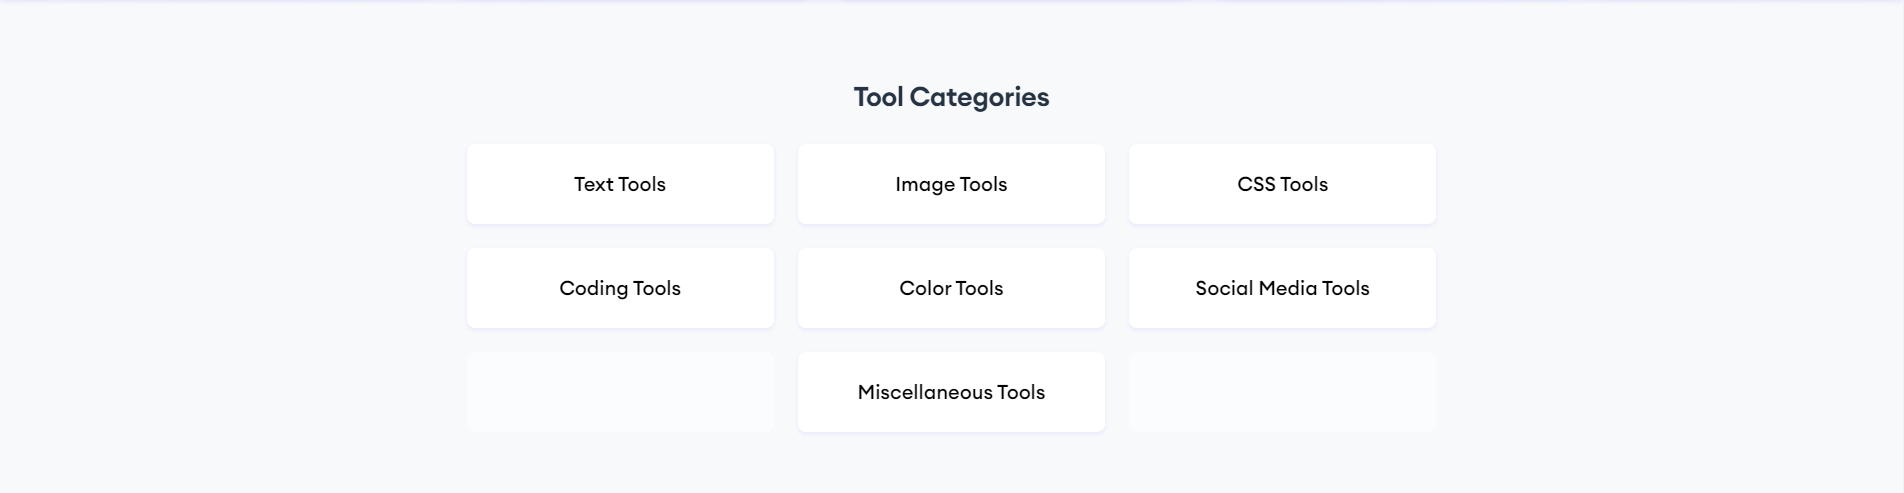 Tool Categories
Text Tools
Image Tools
CSS Tools
Coding Tools
Color Tools
Social Media Tools
Miscellaneous Tools